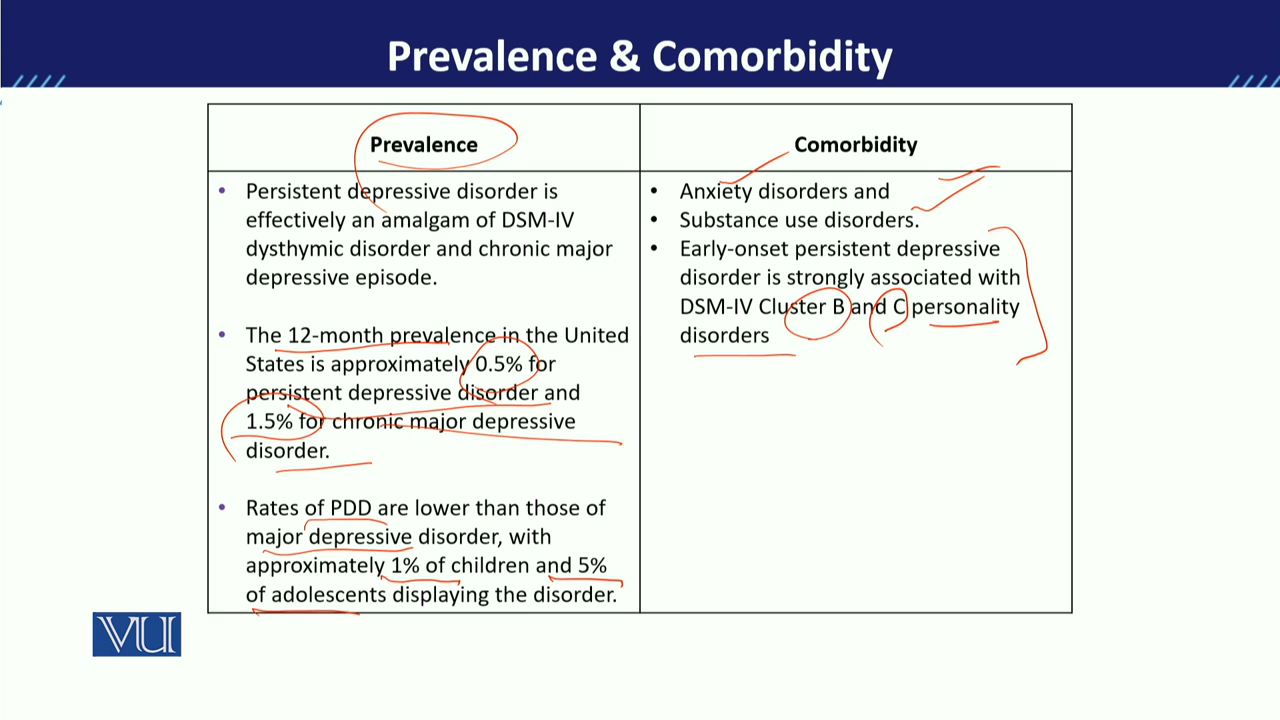 Prevalence & Comorbidity
Prevalence
• Persistent depressive disorder is
effectively an amalgam of DSM-IV
dysthymic disorder and chronic major
depressive episode.
• The 12-month prevalence in the United
States is approximately 0.5% for
persistent depressive disorder and
1.5% for chronic major depressive
disorder.
• Rates of PDD are lower than those of
major depressive disorder, with
approximately 1% of children and 5%
of adolescents displaying the disorder.
Comorbidity
• Anxiety disorders and
• Substance use disorders.
• Early-onset persistent depressive
disorder is strongly associated with
DSM-IV Cluster B and C personality
disorders
VU